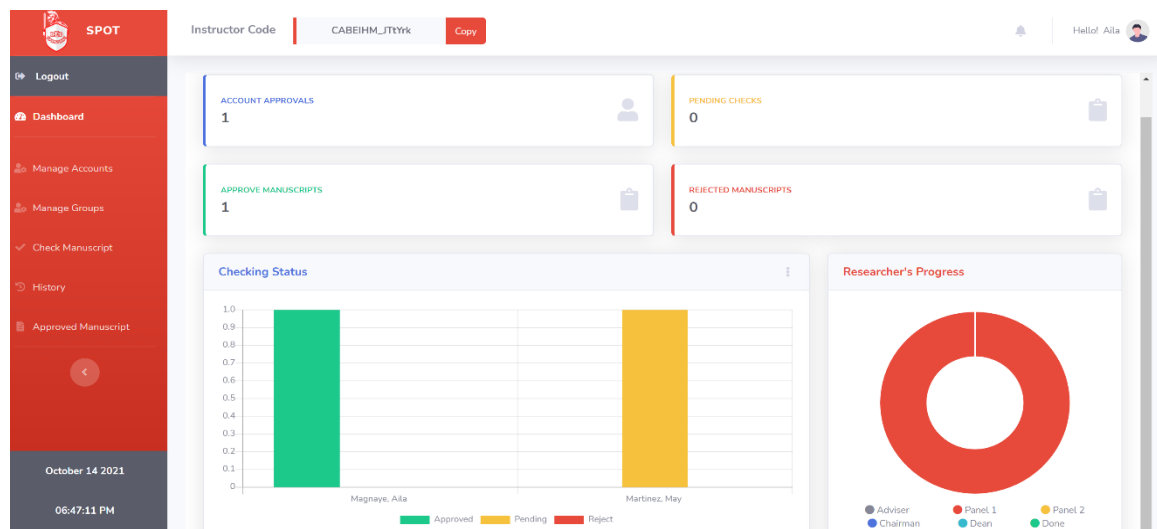 SPOT
Instructor Code
CABEIHM_JTtYrk
Copy
Hello! Aila
Logout
Dashboard
Manage Accounts
Manage Groups
Check Manuscript
History
Approved Manuscript
October 14 2021
06:47:11 PM
ACCOUNT APPROVALS
1
PENDING CHECKS
0
APPROVE MANUSCRIPTS
1
REJECTED MANUSCRIPTS
0
Checking Status
1.0
0.9
0.8
0.7
0.6
0.5
0.4
0.3
0.2
0.1
0
Magnaye, Aila
Martinez, May
Approved Pending Reject
Researcher's Progress
Adviser Panel 1 Panel 2
Chairman Dean Done